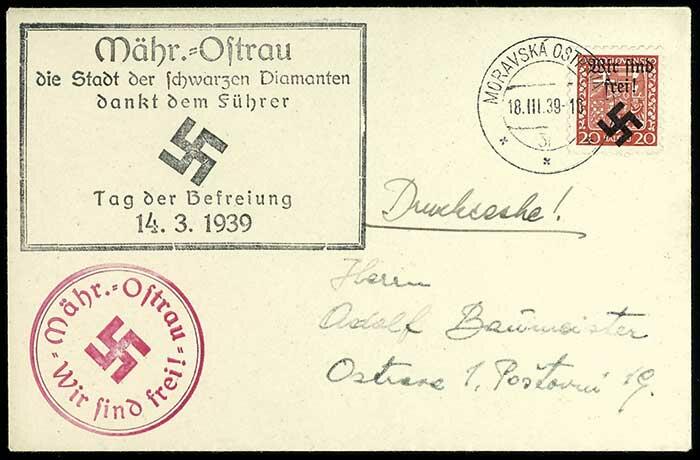 Mähr.=Ostrau
die Stadt der schwarzen Diamanten
dankt dem Führer
Tag der Befreiung
14. 3. 1939
MORAVSKÁ OST
18.III.39-18
Wir sind
frei!
20 20
Drucksache!
Herrn
Adolf Baumeister
Ostrava 1, Poštovní 19.
Mähr.=Ostrau
=Wir sind frei!=